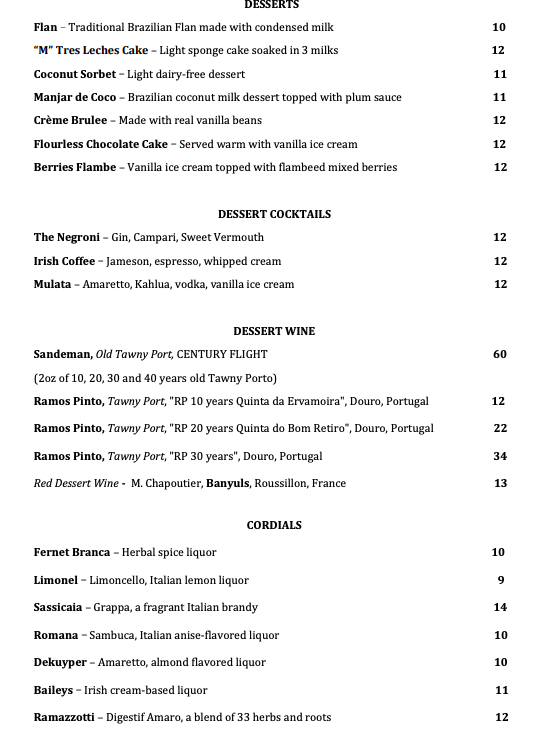 DESSERTS
Flan – Traditional Brazilian Flan made with condensed milk 10
“M” Tres Leches Cake – Light sponge cake soaked in 3 milks 12
Coconut Sorbet – Light dairy-free dessert 11
Manjar de Coco – Brazilian coconut milk dessert topped with plum sauce 11
Crème Brulee – Made with real vanilla beans 12
Flourless Chocolate Cake – Served warm with vanilla ice cream 12
Berries Flambe – Vanilla ice cream topped with flambeed mixed berries 12
DESSERT COCKTAILS
The Negroni – Gin, Campari, Sweet Vermouth 12
Irish Coffee – Jameson, espresso, whipped cream 12
Mulata – Amaretto, Kahlua, vodka, vanilla ice cream 12
DESSERT WINE
Sandeman, Old Tawny Port, CENTURY FLIGHT 60
(2oz of 10, 20, 30 and 40 years old Tawny Porto)
Ramos Pinto, Tawny Port, "RP 10 years Quinta da Ervamoira", Douro, Portugal 12
Ramos Pinto, Tawny Port, "RP 20 years Quinta do Bom Retiro", Douro, Portugal 22
Ramos Pinto, Tawny Port, "RP 30 years", Douro, Portugal 34
Red Dessert Wine - M. Chapoutier, Banyuls, Roussillon, France 13
CORDIALS
Fernet Branca – Herbal spice liquor 10
Limonel – Limoncello, Italian lemon liquor 9
Sassicaia – Grappa, a fragrant Italian brandy 14
Romana – Sambuca, Italian anise-flavored liquor 10
Dekuyper – Amaretto, almond flavored liquor 10
Baileys – Irish cream-based liquor 11
Ramazzotti – Digestif Amaro, a blend of 33 herbs and roots 12